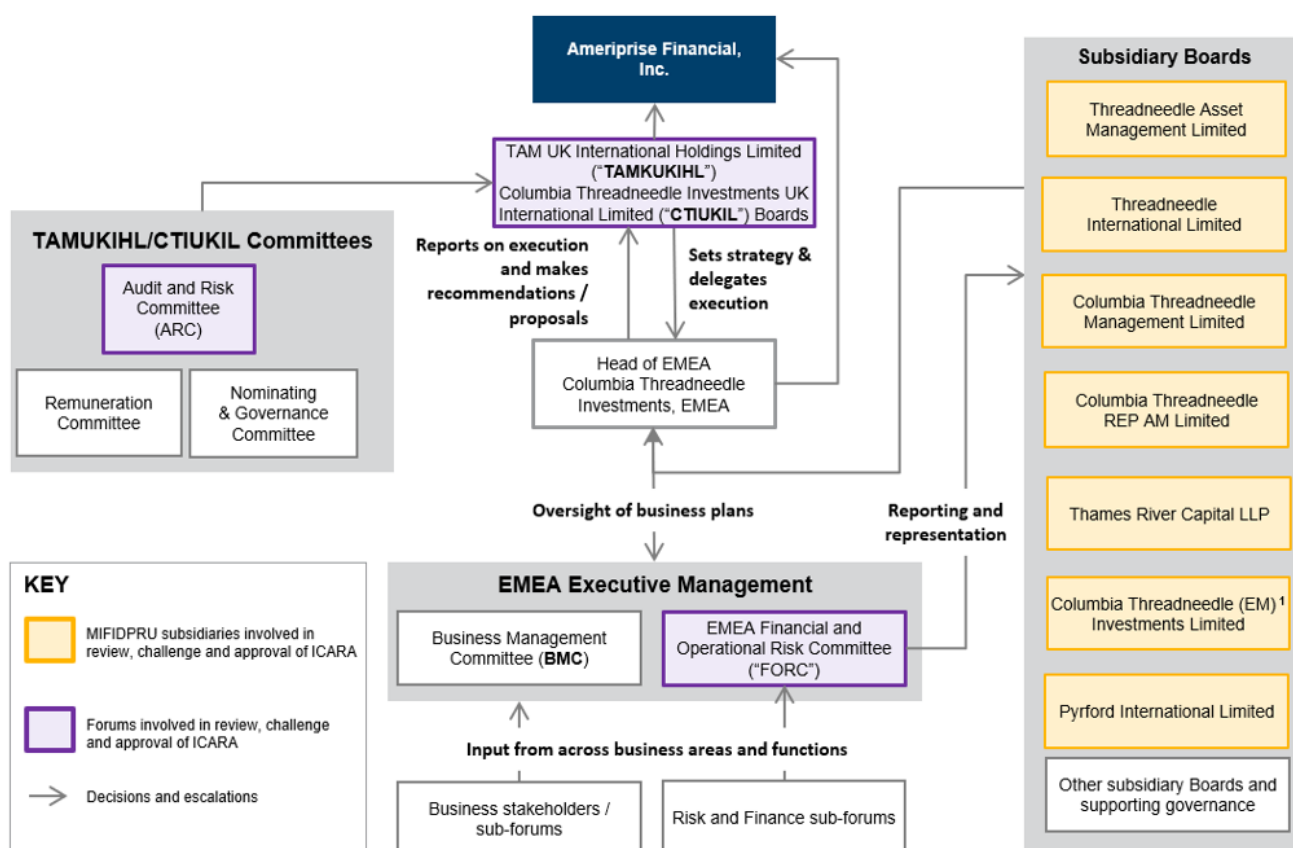 Ameriprise Financial,
Inc.
TAM UK International Holdings Limited
(“TAMKUKIHL”)
Columbia Threadneedle Investments UK
International Limited (“CTIUKIL”) Boards
TAMUKIHL/CTIUKIL Committees
Audit and Risk
Committee
(ARC)
Remuneration
Committee
Nominating
& Governance
Committee
Reports on execution
and makes
recommendations /
proposals
Sets strategy &
delegates
execution
Head of EMEA
Columbia Threadneedle
Investments, EMEA
Oversight of business plans
Reporting and
representation
EMEA Executive Management
Business Management
Committee (BMC)
EMEA Financial and
Operational Risk Committee
(“FORC”)
Input from across business areas and functions
Business stakeholders /
sub-forums
Risk and Finance sub-forums
KEY
MIFIDPRU subsidiaries involved in
review, challenge and approval of ICARA
Forums involved in review, challenge
and approval of ICARA
Decisions and escalations
Subsidiary Boards
Threadneedle Asset
Management Limited
Threadneedle
International Limited
Columbia Threadneedle
Management Limited
Columbia Threadneedle
REP AM Limited
Thames River Capital LLP
Columbia Threadneedle (EM)¹
Investments Limited
Pyrford International Limited
Other subsidiary Boards and
supporting governance